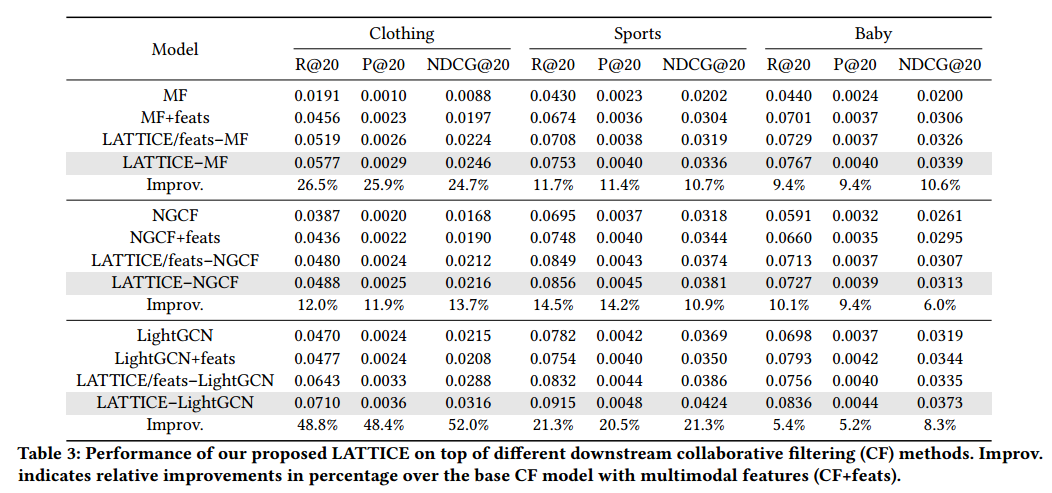 Model Clothing Sports Baby
R@20 P@20 NDCG@20 R@20 P@20 NDCG@20 R@20 P@20 NDCG@20
MF 0.0191 0.0010 0.0088 0.0430 0.0023 0.0202 0.0440 0.0024 0.0200
MF+feats 0.0456 0.0023 0.0197 0.0674 0.0036 0.0304 0.0701 0.0037 0.0306
LATTICE/feats−MF 0.0519 0.0026 0.0224 0.0708 0.0038 0.0319 0.0729 0.0037 0.0326
LATTICE−MF 0.0577 0.0029 0.0246 0.0753 0.0040 0.0336 0.0767 0.0040 0.0339
Improv. 26.5% 25.9% 24.7% 11.7% 11.4% 10.7% 9.4% 9.4% 10.6%
NGCF 0.0387 0.0020 0.0168 0.0695 0.0037 0.0318 0.0591 0.0032 0.0261
NGCF+feats 0.0436 0.0022 0.0190 0.0748 0.0040 0.0344 0.0660 0.0035 0.0295
LATTICE/feats−NGCF 0.0480 0.0024 0.0212 0.0849 0.0043 0.0374 0.0713 0.0037 0.0307
LATTICE−NGCF 0.0488 0.0025 0.0216 0.0856 0.0045 0.0381 0.0727 0.0039 0.0313
Improv. 12.0% 11.9% 13.7% 14.5% 14.2% 10.9% 10.1% 9.4% 6.0%
LightGCN 0.0470 0.0024 0.0215 0.0782 0.0042 0.0369 0.0698 0.0037 0.0319
LightGCN+feats 0.0477 0.0024 0.0208 0.0754 0.0040 0.0350 0.0793 0.0042 0.0344
LATTICE/feats−LightGCN 0.0643 0.0033 0.0288 0.0832 0.0044 0.0386 0.0756 0.0040 0.0335
LATTICE−LightGCN 0.0710 0.0036 0.0316 0.0915 0.0048 0.0424 0.0836 0.0044 0.0373
Improv. 48.8% 48.4% 52.0% 21.3% 20.5% 21.3% 5.4% 5.2% 8.3%
Table 3: Performance of our proposed LATTICE on top of different downstream collaborative filtering (CF) methods. Improv.
indicates relative improvements in percentage over the base CF model with multimodal features (CF+feats).